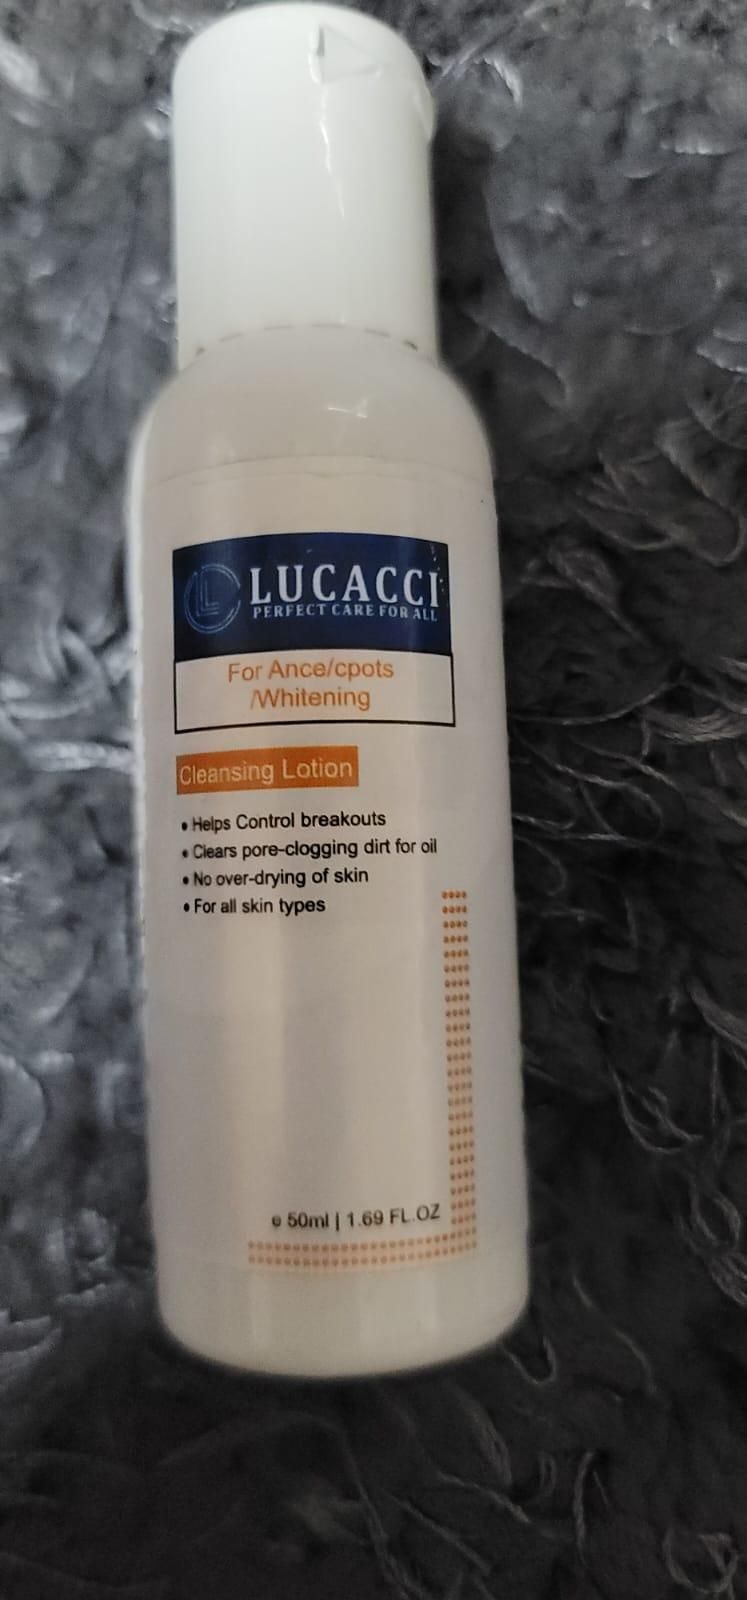 LUCACCI
PERFECT CARE FOR ALL
For Ance/cpots
/Whitening
Cleansing Lotion
• Helps Control breakouts
• Clears pore-clogging dirt for oil
• No over-drying of skin
• For all skin types
e 50ml | 1.69 FL.OZ